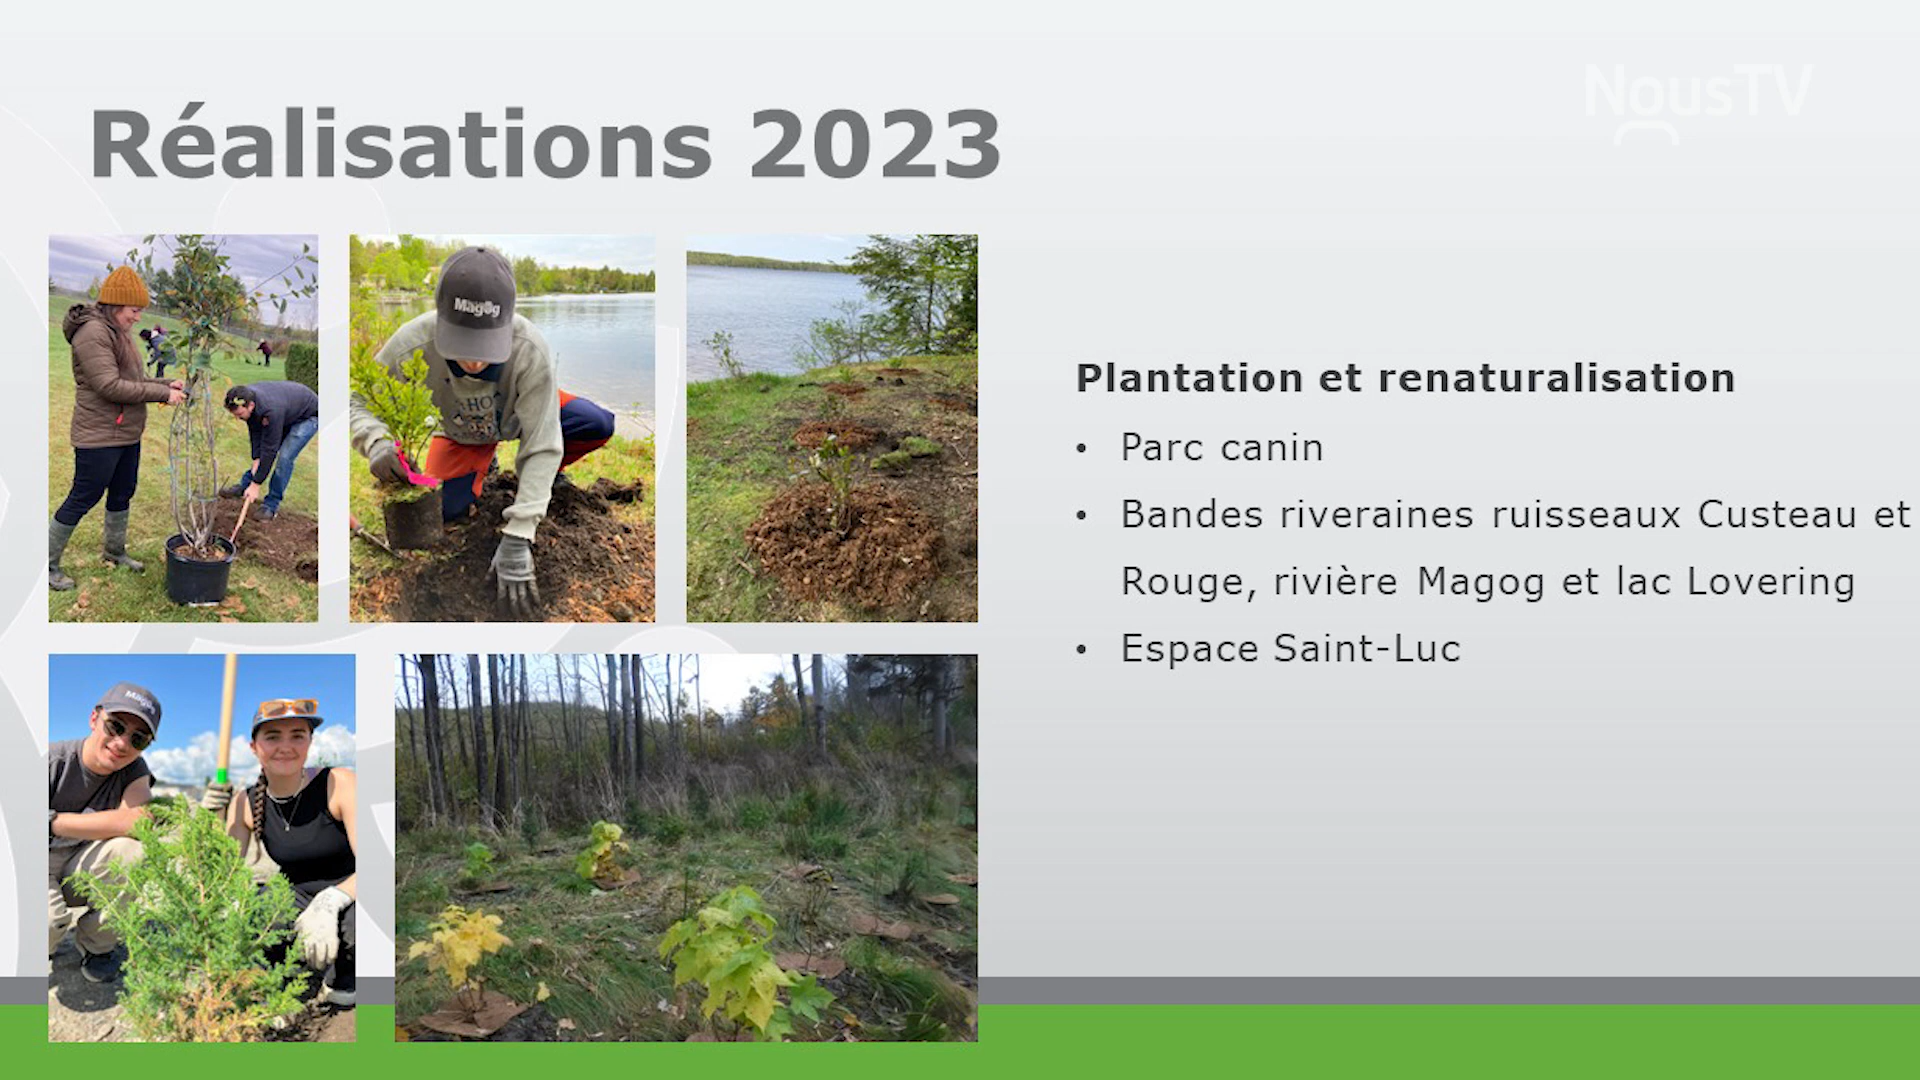 NousTV
Réalisations 2023
Magog
Plantation et renaturalisation
• Parc canin
• Bandes riveraines ruisseaux Custeau et
Rouge, rivière Magog et lac Lovering
• Espace Saint-Luc
Magog